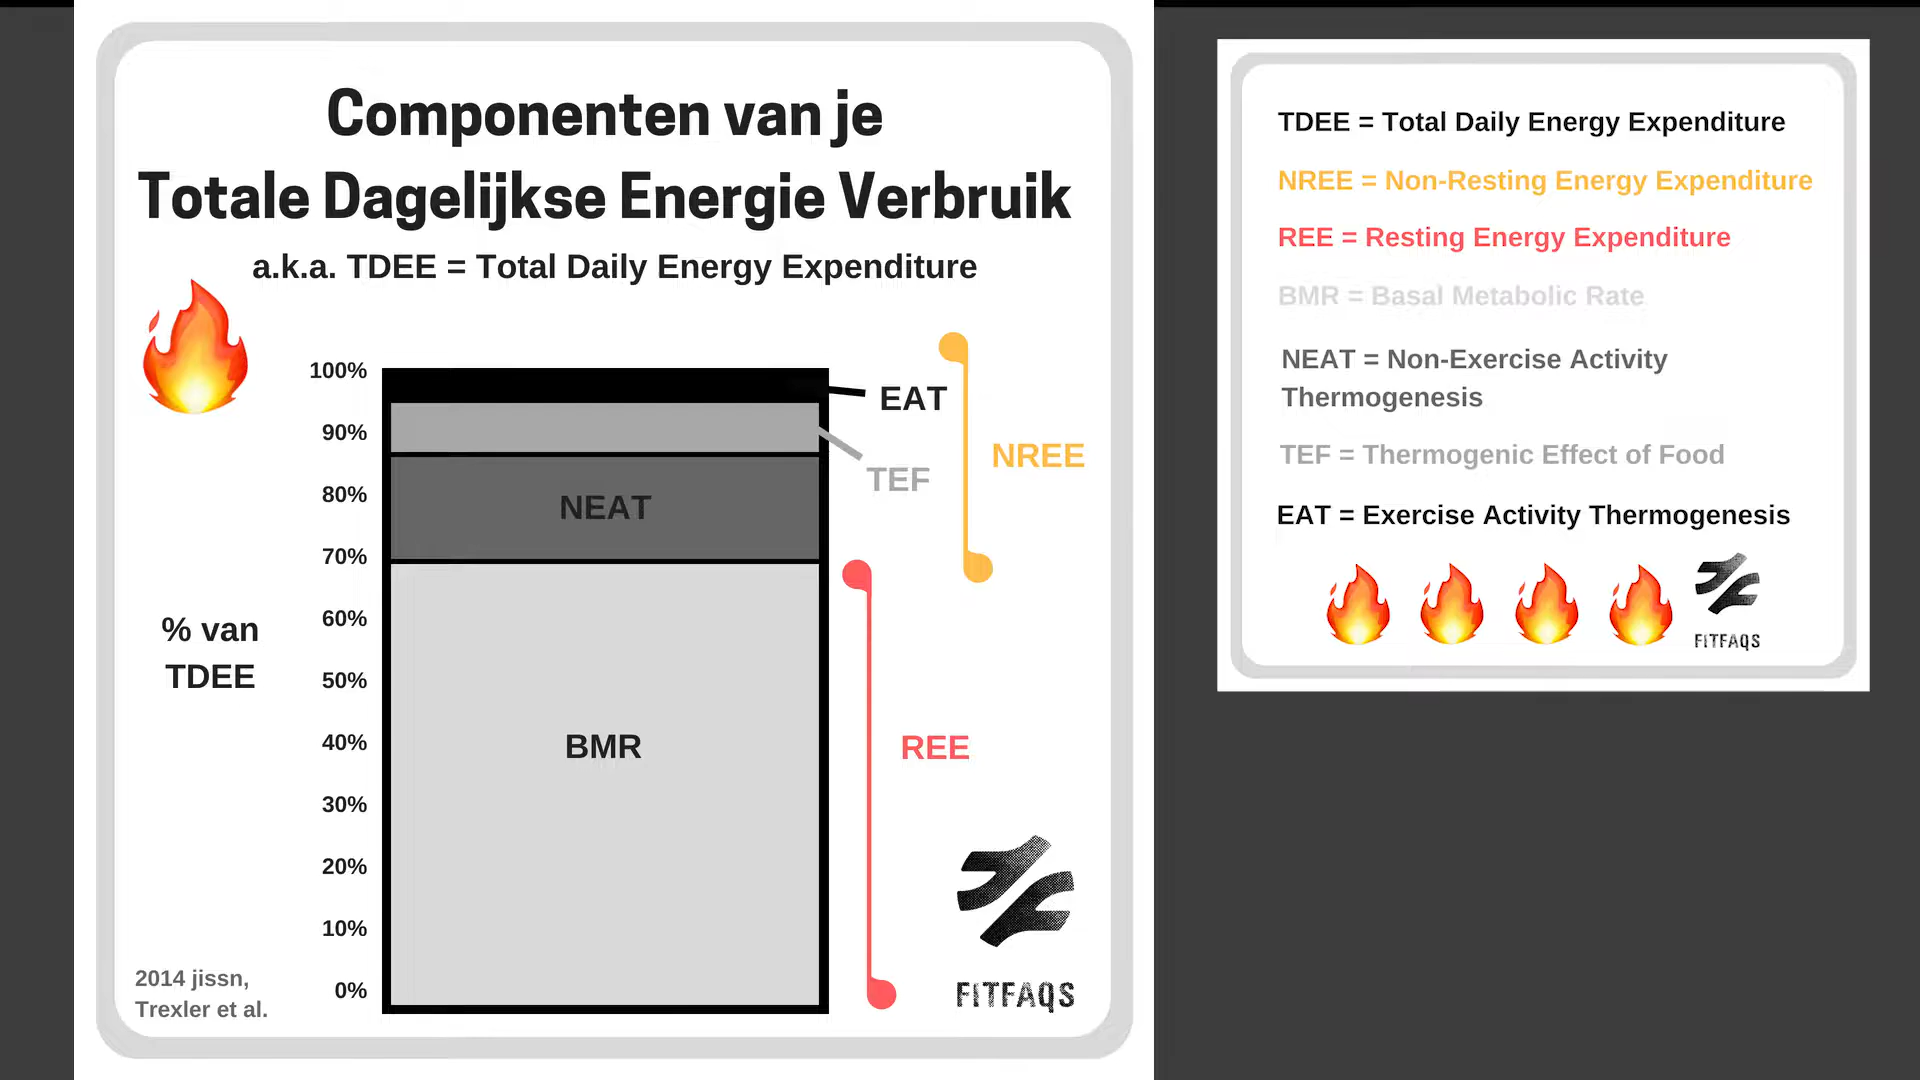 Componenten van je
Totale Dagelijkse Energie Verbruik
a.k.a. TDEE = Total Daily Energy Expenditure
100%
90%
80%
70%
60%
50%
40%
30%
20%
10%
0%
% van
TDEE
EAT
TEF
NEAT
BMR
NREE
REE
2014 jissn,
Trexler et al.
FITFAQS
TDEE = Total Daily Energy Expenditure
NREE = Non-Resting Energy Expenditure
REE = Resting Energy Expenditure
BMR = Basal Metabolic Rate
NEAT = Non-Exercise Activity
Thermogenesis
TEF = Thermogenic Effect of Food
EAT = Exercise Activity Thermogenesis
FITFAQS